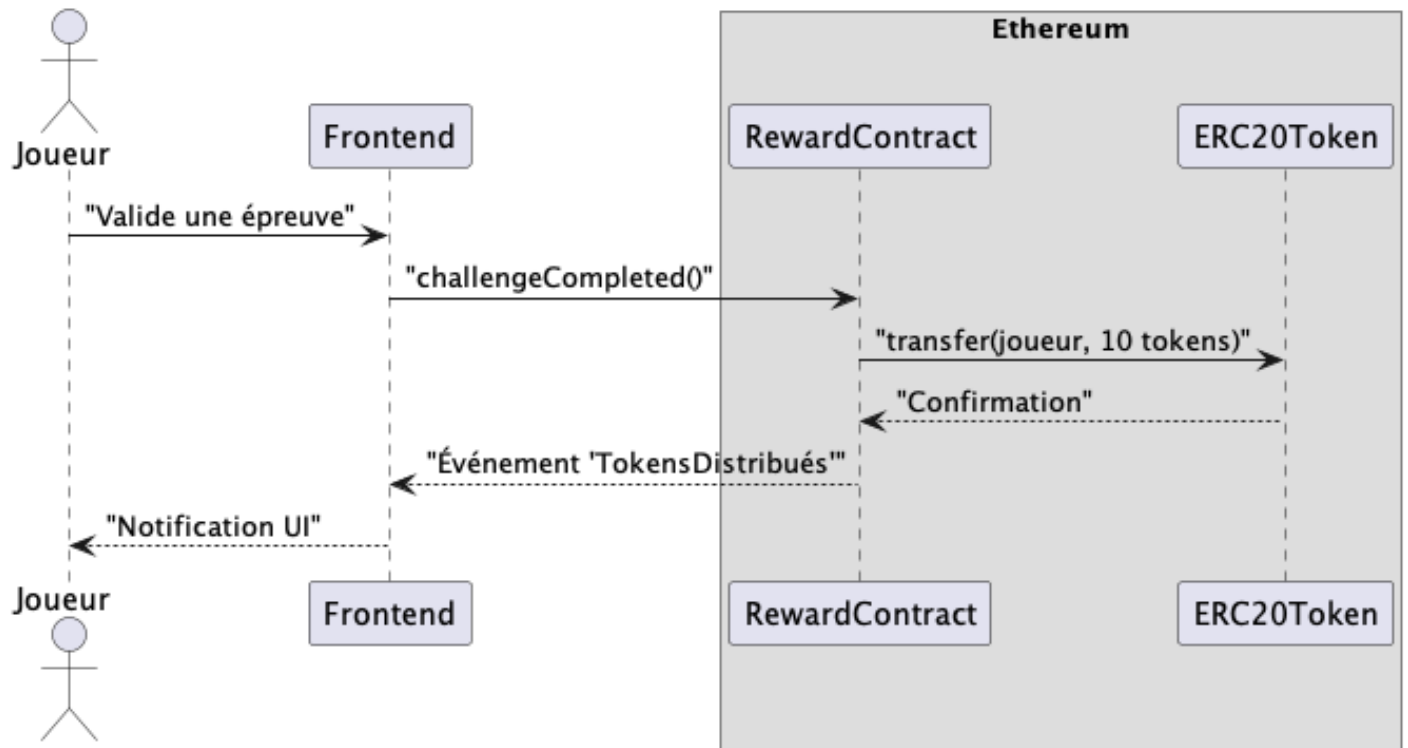 Ethereum
Joueur
Frontend
RewardContract
ERC20Token
"Valide une épreuve"
"challengeCompleted()"
"transfer(joueur, 10 tokens)"
"Confirmation"
"Événement 'TokensDistribués'"
"Notification UI"
Joueur
Frontend
RewardContract
ERC20Token